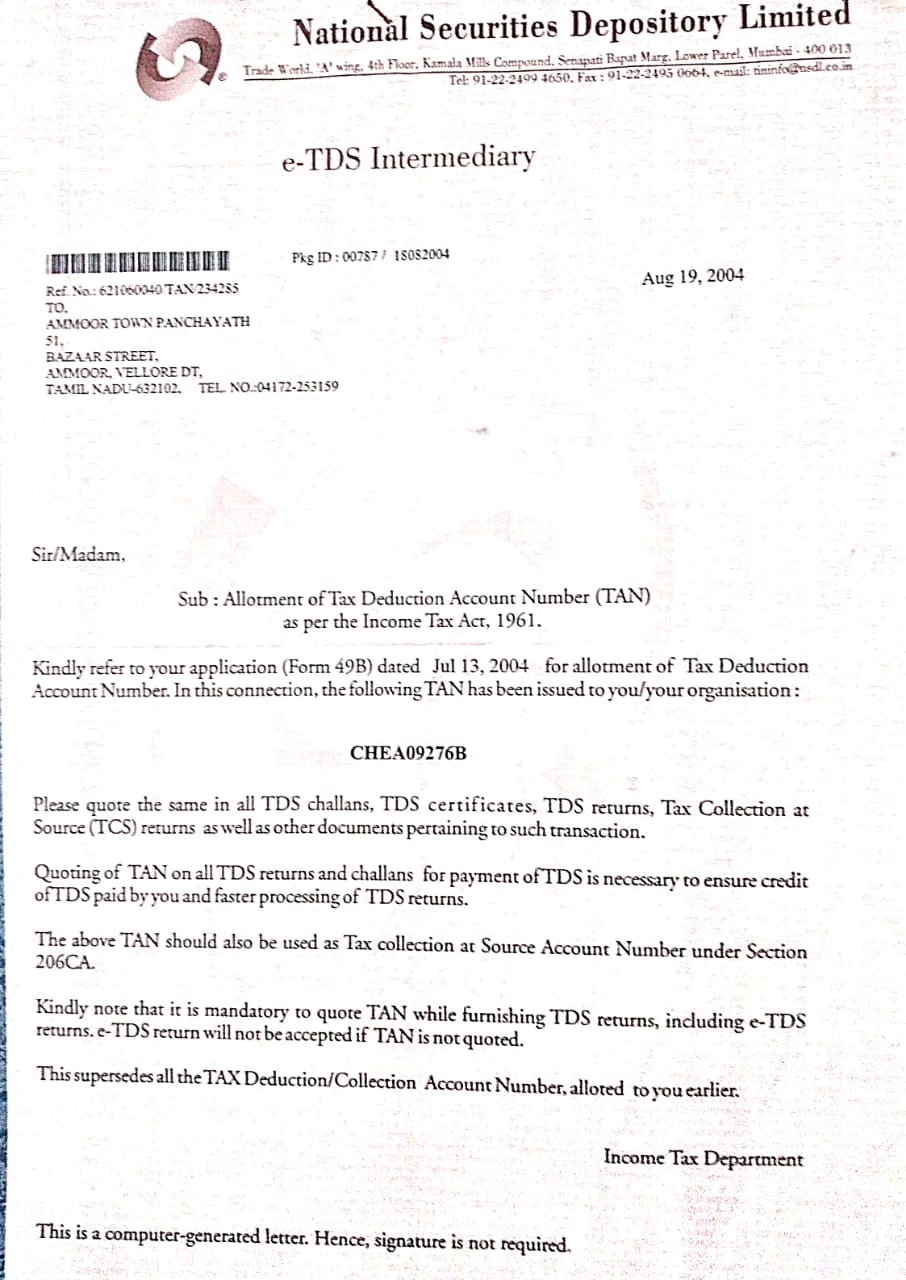 National Securities Depository Limited
Trade World, 'A' wing, 4th Floor, Kamala Mills Compound, Senapati Bapat Marg, Lower Parel, Mumbai - 400 013
Tel: 91-22-2499 4650, Fax : 91-22-2495 0664, e-mail: tininfo@nsdl.co.in
e-TDS Intermediary
Pkg ID : 00787 / 18082004
Aug 19, 2004
Ref. No.: 621060040/TAN/234285
TO,
AMMOOR TOWN PANCHAYATH
51,
BAZAAR STREET,
AMMOOR, VELLORE DT,
TAMIL NADU-632102, TEL. NO.:04172-253159
Sir/Madam,
Sub : Allotment of Tax Deduction Account Number (TAN)
as per the Income Tax Act, 1961.
Kindly refer to your application (Form 49B) dated Jul 13, 2004 for allotment of Tax Deduction
Account Number. In this connection, the following TAN has been issued to you/your organisation :
CHEA09276B
Please quote the same in all TDS challans, TDS certificates, TDS returns, Tax Collection at
Source (TCS) returns as well as other documents pertaining to such transaction.
Quoting of TAN on all TDS returns and challans for payment of TDS is necessary to ensure credit
of TDS paid by you and faster processing of TDS returns.
The above TAN should also be used as Tax collection at Source Account Number under Section
206CA.
Kindly note that it is mandatory to quote TAN while furnishing TDS returns, including e-TDS
returns. e-TDS return will not be accepted if TAN is not quoted.
This supersedes all the TAX Deduction/Collection Account Number, alloted to you earlier.
Income Tax Department
This is a computer-generated letter. Hence, signature is not required.